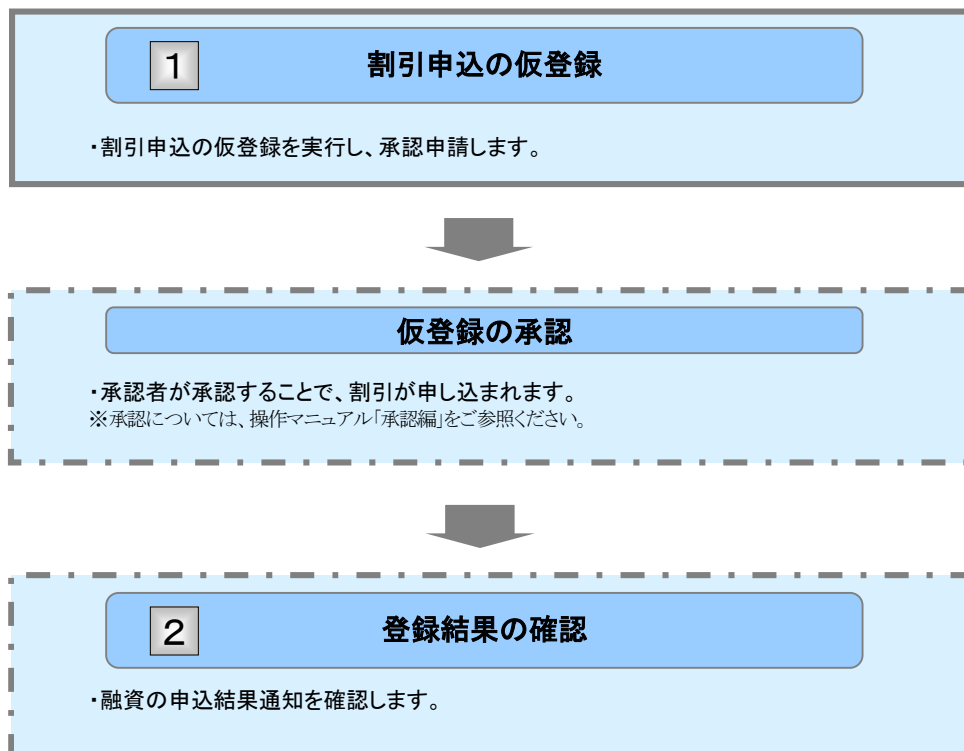 1 割引申込の仮登録
・割引申込の仮登録を実行し、承認申請します。
仮登録の承認
・承認者が承認することで、割引が申し込まれます。
※承認については、操作マニュアル「承認編」をご参照ください。
2 登録結果の確認
・融資の申込結果通知を確認します。